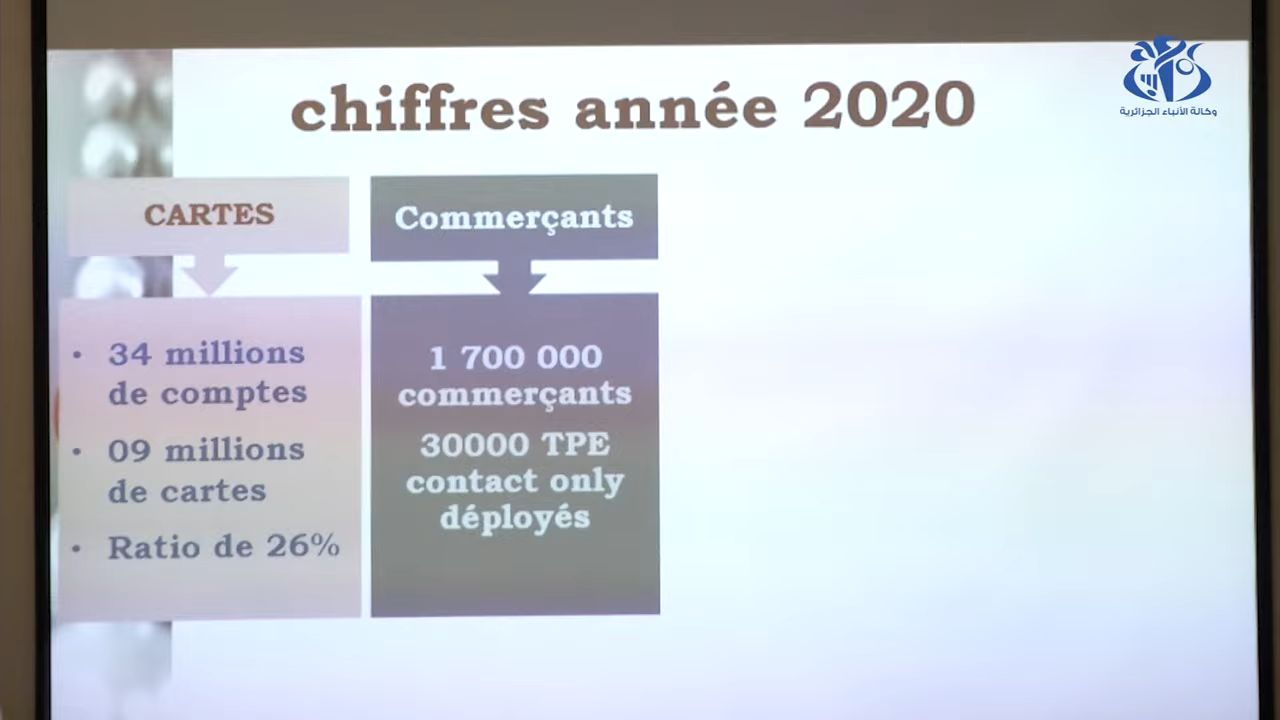 chiffres année 2020
وكالة الأنباء الجزائرية
CARTES
• 34 millions
de comptes
• 09 millions
de cartes
• Ratio de 26%
Commerçants
1 700 000
commerçants
30000 TPE
contact only
déployés